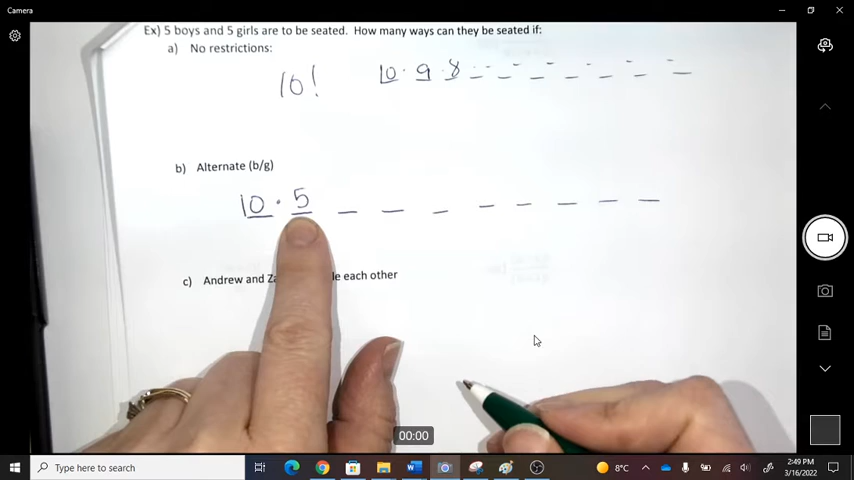 Camera
Ex) 5 boys and 5 girls are to be seated. How many ways can they be seated if:
a) No restrictions:
10! 10 · 9 · 8
b) Alternate (b/g)
10 · 5
c) Andrew and le each other
00:00
Type here to search
8°C
2:49 PM
3/16/2022